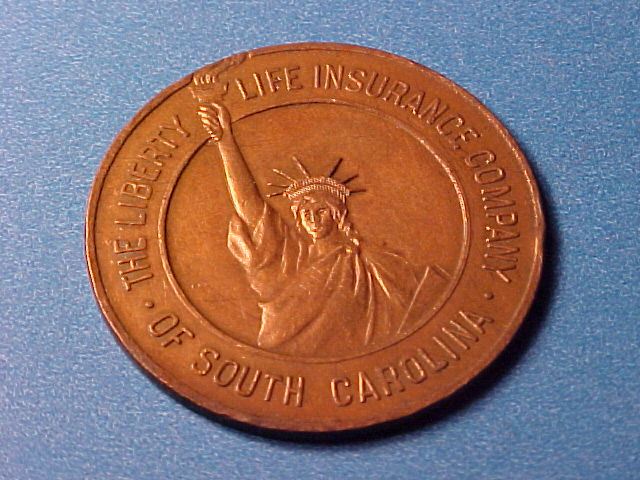 THE LIBERTY LIFE INSURANCE COMPANY
· OF SOUTH CAROLINA ·